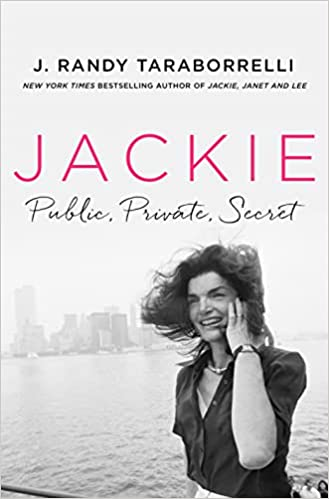 J. RANDY TARABORRELLI
NEW YORK TIMES BESTSELLING AUTHOR OF JACKIE, JANET AND LEE
JACKIE
Public, Private, Secret